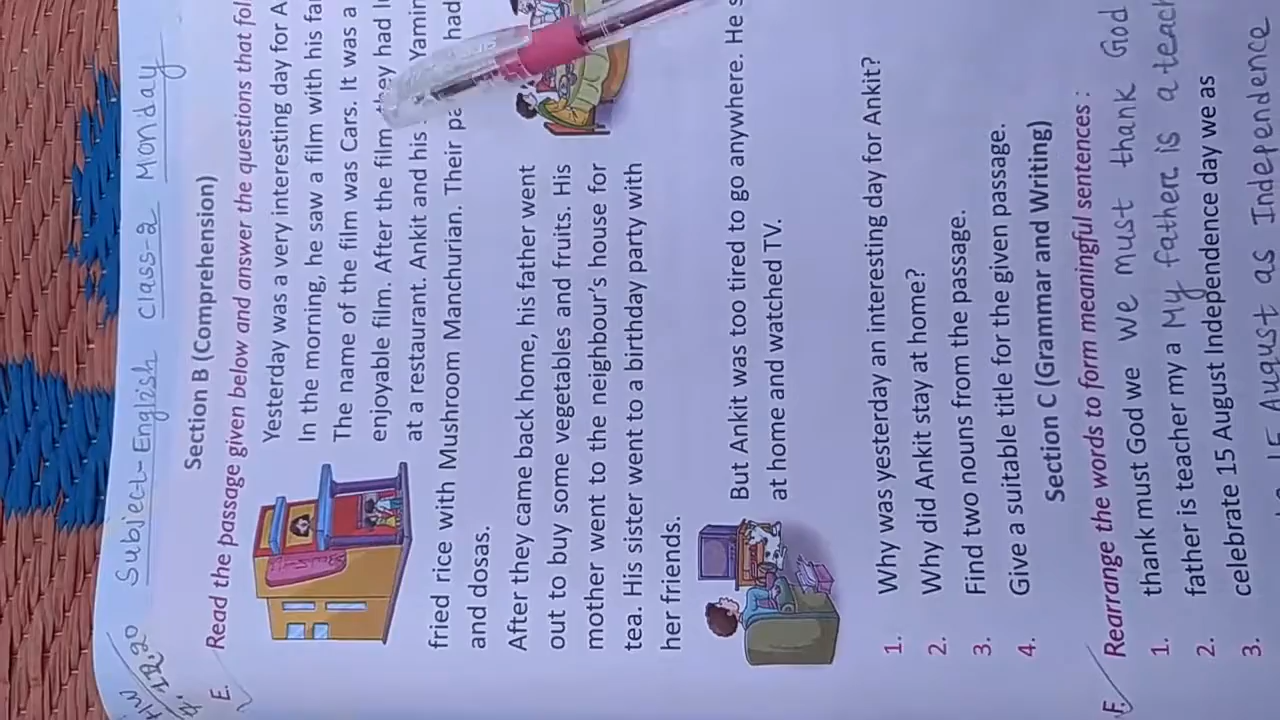 Subject-English Class-2 Monday
HW
Section B (Comprehension)
E. Read the passage given below and answer the questions that fol
Yesterday was a very interesting day for A
In the morning, he saw a film with his fa
The name of the film was Cars. It was a
enjoyable film. After the film they had l
at a restaurant. Ankit and his Yamin
fried rice with Mushroom Manchurian. Their had
and dosas.
After they came back home, his father went
out to buy some vegetables and fruits. His
mother went to the neighbour's house for
tea. His sister went to a birthday party with
her friends.
But Ankit was too tired to go anywhere. He s
at home and watched TV.
1. Why was yesterday an interesting day for Ankit?
2. Why did Ankit stay at home?
3. Find two nouns from the passage.
4. Give a suitable title for the given passage.
Section C (Grammar and Writing)
F. Rearrange the words to form meaningful sentences :
1. thank must God we We must thank God
2. father is teacher my a My father is a teach
3. celebrate 15 August Independence day we as
15 August as Independence